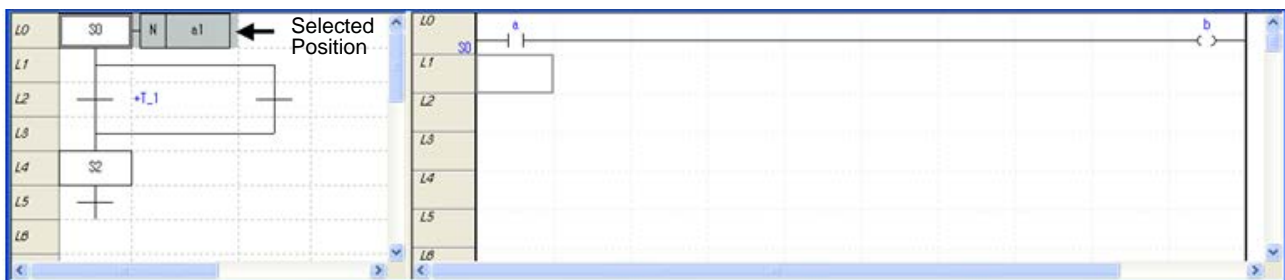 L0 S0 N a1 Selected Position
L1
L2 +T_1
L3
L4 S2
L5
L6
L0 a b
S0
L1
L2
L3
L4
L5
L6